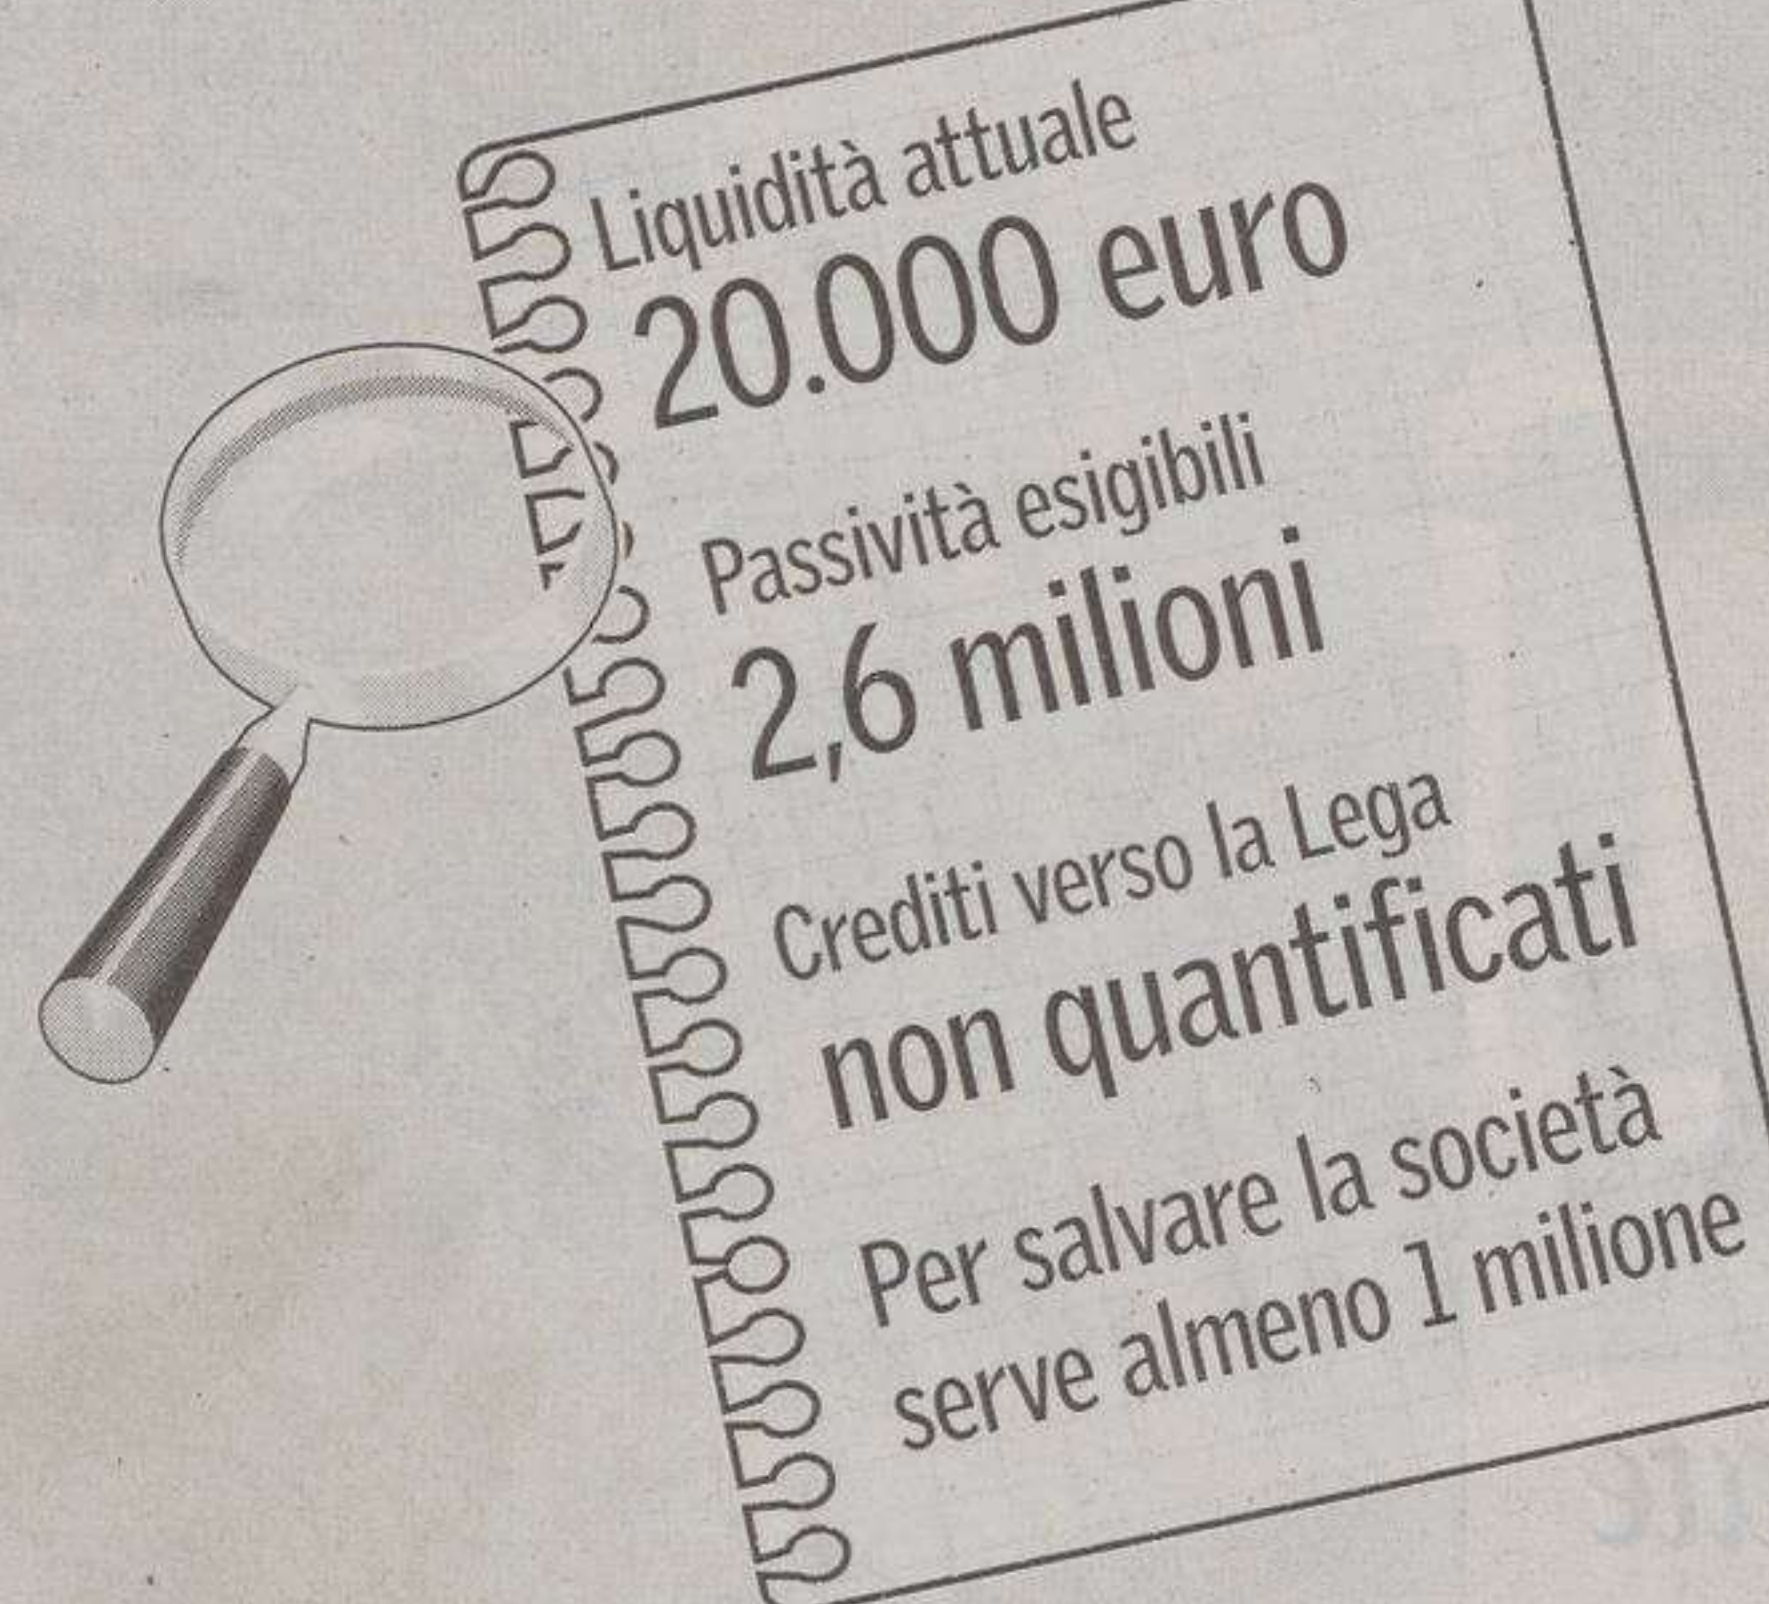 Liquidità attuale
20.000 euro
Passività esigibili
2,6 milioni
Crediti verso la Lega
non quantificati
Per salvare la società
serve almeno 1 milione